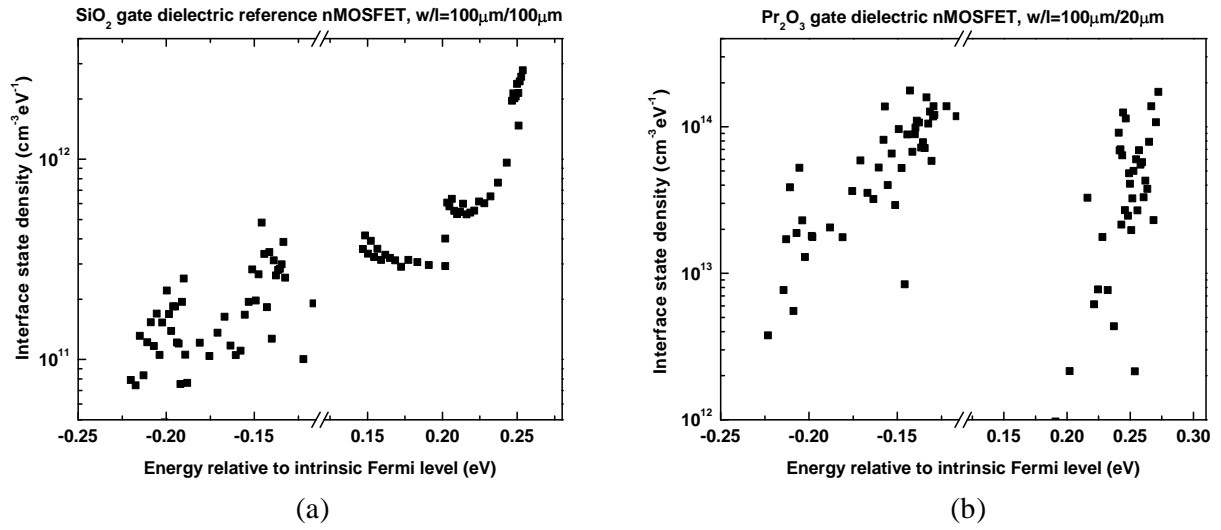 SiO₂ gate dielectric reference nMOSFET, w/l=100μm/100μm
Interface state density (cm⁻³eV⁻¹)
10¹²
10¹¹
-0.25 -0.20 -0.15 0.15 0.20 0.25
Energy relative to intrinsic Fermi level (eV)
(a)
Pr₂O₃ gate dielectric nMOSFET, w/l=100μm/20μm
Interface state density (cm⁻³eV⁻¹)
10¹⁴
10¹³
10¹²
-0.25 -0.20 -0.15 0.15 0.20 0.25 0.30
Energy relative to intrinsic Fermi level (eV)
(b)